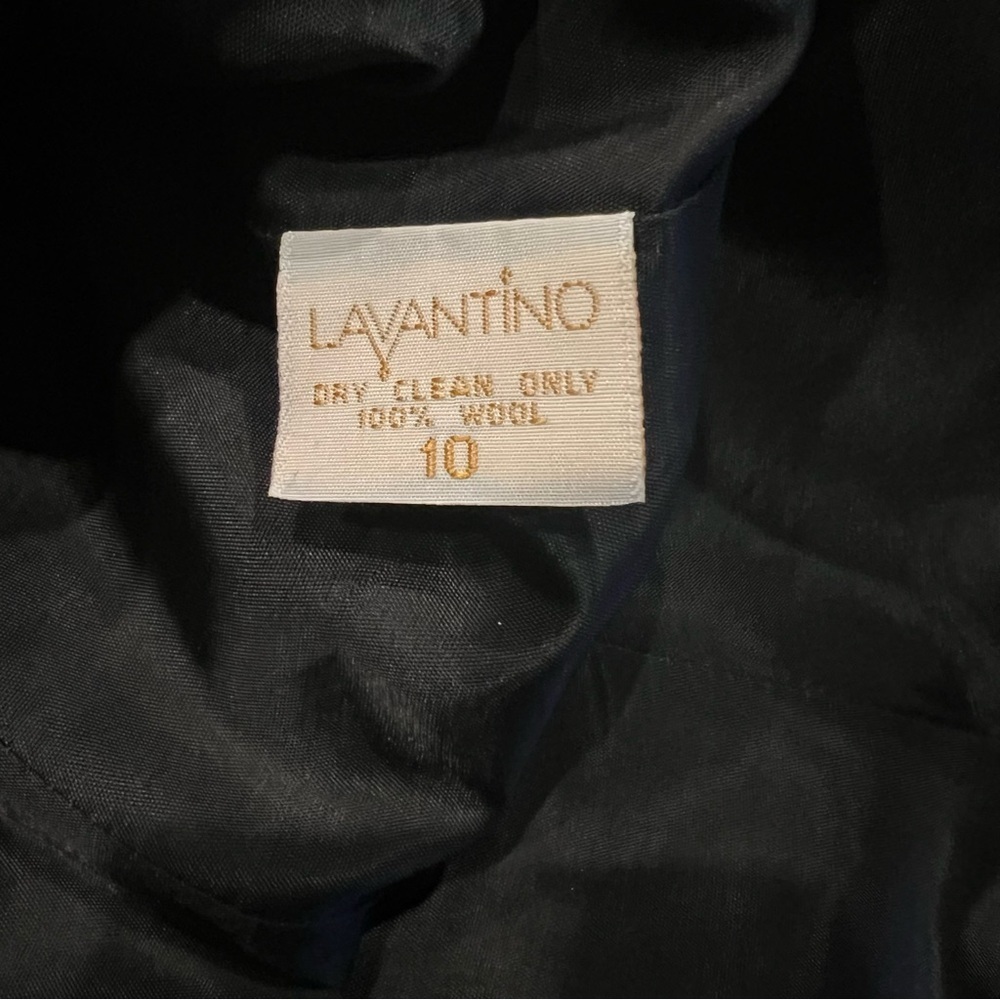 LAVANTINO
DRY CLEAN ONLY
100% WOOL
10